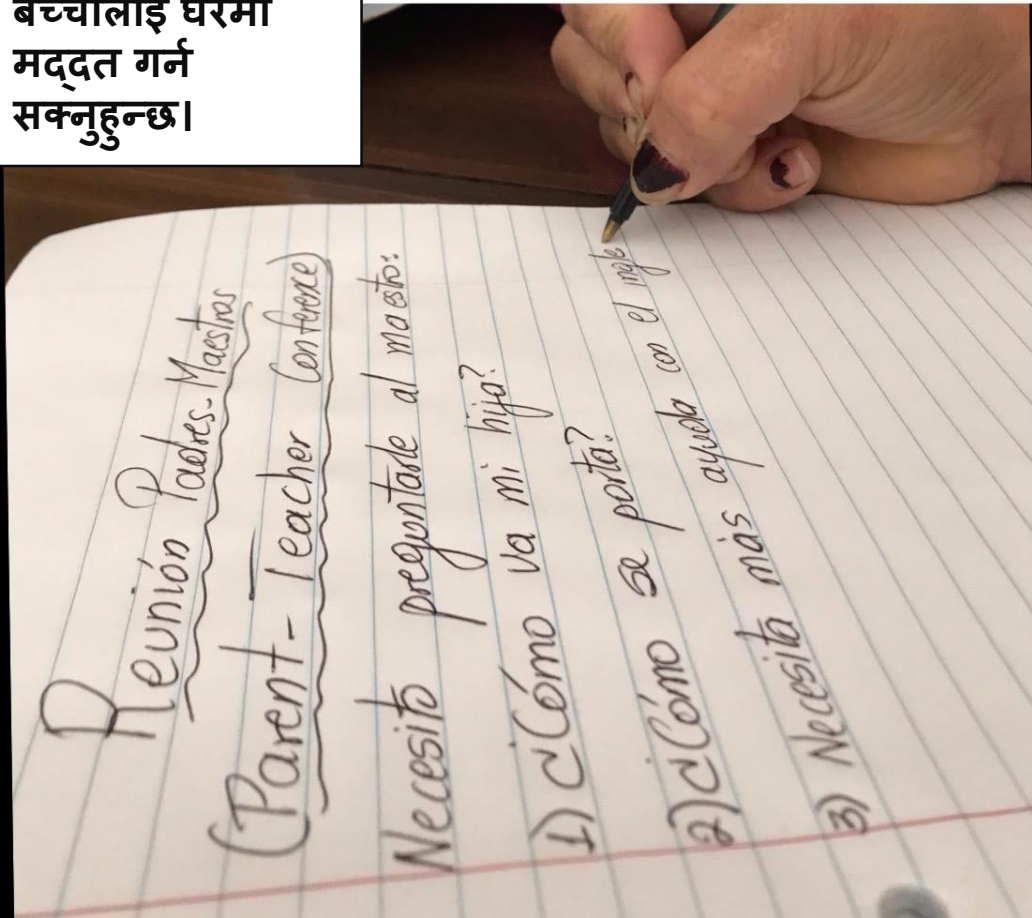 बच्चालाई घरमा
मद्दत गर्न
सक्नुहुन्छ।
Reunión Padres-Maestros
(Parent-Teacher Conference)
Necesito preguntarle al maestro:
1) ¿Cómo va mi hija?
2) ¿Cómo se porta?
3) Necesita más ayuda con el ingle